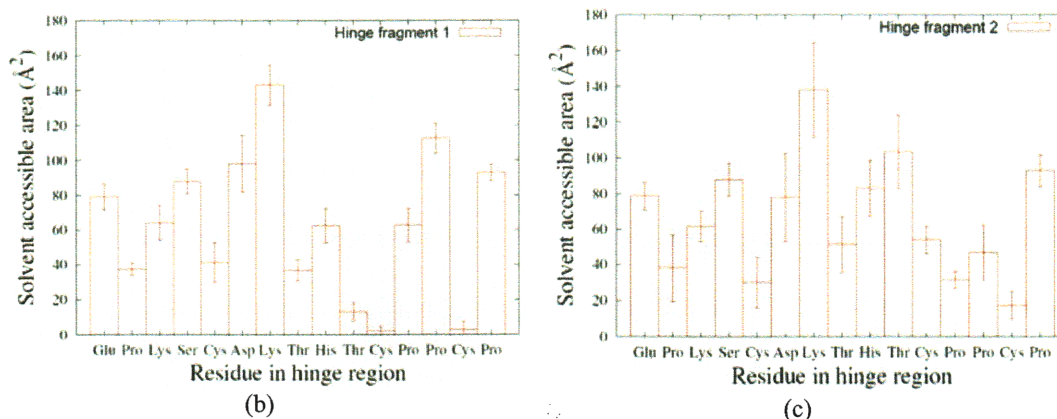 Hinge fragment 1
Solvent accessible area (Å²)
180
160
140
120
100
80
60
40
20
0
Glu Pro Lys Ser Cys Asp Lys Thr His Thr Cys Pro Pro Cys Pro
Residue in hinge region
(b)
Hinge fragment 2
Solvent accessible area (Å²)
180
160
140
120
100
80
60
40
20
0
Glu Pro Lys Ser Cys Asp Lys Thr His Thr Cys Pro Pro Cys Pro
Residue in hinge region
(c)